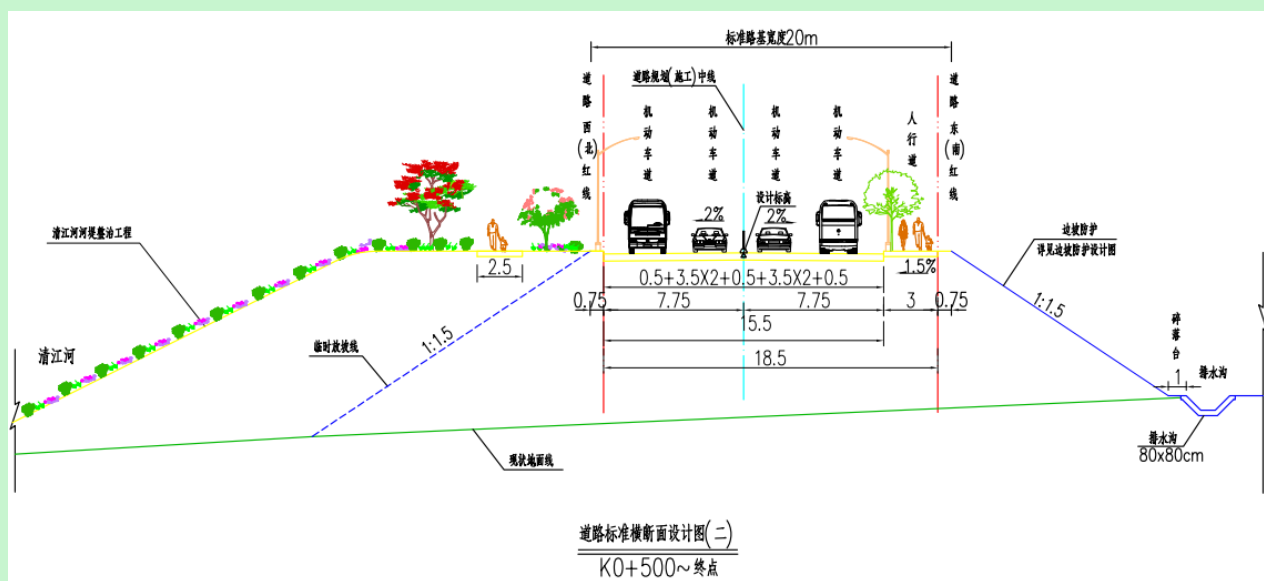 标准路基宽度20m
道路规划(施工)中线
道路西(北)红线
机动车道
机动车道
机动车道
机动车道
人行道
道路东(南)红线
设计标高
2%
2%
清江河河堤整治工程
边坡防护
详见边坡防护设计图
2.5
1.5%
0.5+3.5X2+0.5+3.5X2+0.5
0.75
7.75
7.75
3
0.75
15.5
18.5
1:1.5
1:1.5
清江河
临时放坡线
碎落台
1
排水沟
排水沟
80x80cm
现状地面线
道路标准横断面设计图(二)
K0+500~终点